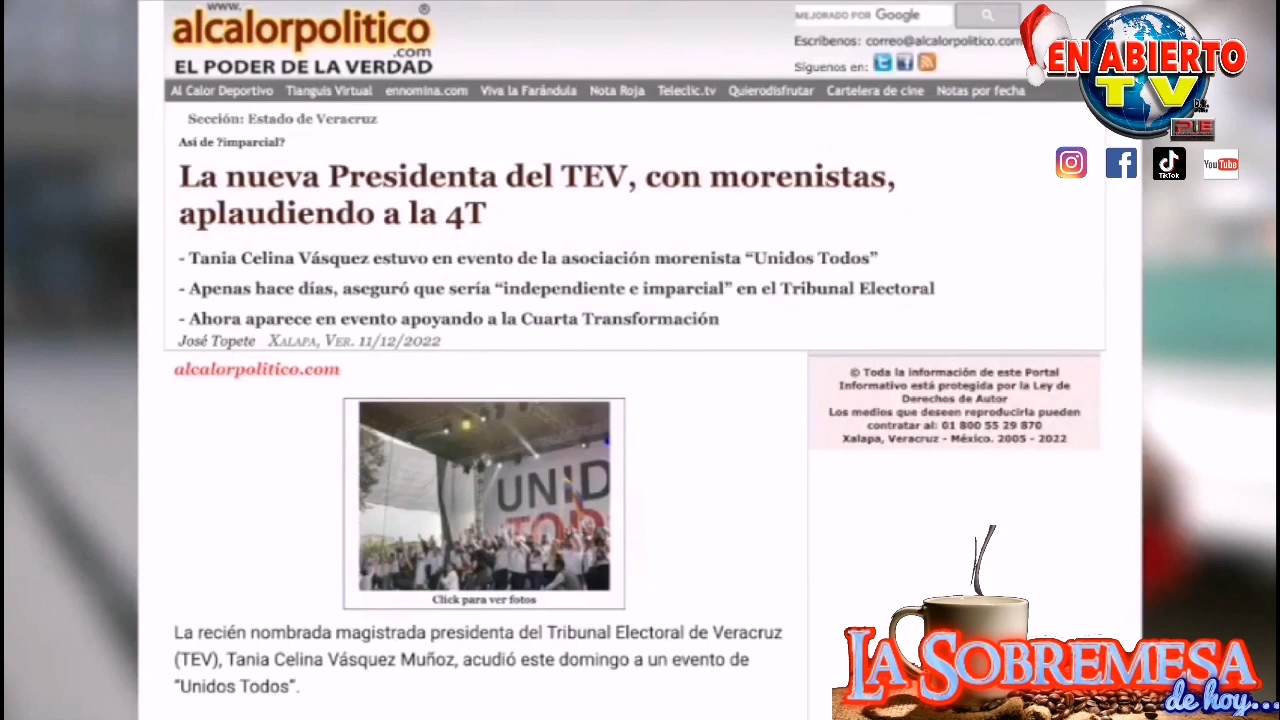 www.
alcalorpolitico®
.com
EL PODER DE LA VERDAD
MEJORADO POR Google
Escríbenos: correo@alcalorpolitico.com
Síguenos en:
Al Calor Deportivo Tianguis Virtual ennomina.com Viva la Farándula Nota Roja Teleclic.tv Quierodisfrutar Cartelera de cine Notas por fecha
Sección: Estado de Veracruz
Así de ?imparcial?
La nueva Presidenta del TEV, con morenistas,
aplaudiendo a la 4T
- Tania Celina Vásquez estuvo en evento de la asociación morenista “Unidos Todos”
- Apenas hace días, aseguró que sería “independiente e imparcial” en el Tribunal Electoral
- Ahora aparece en evento apoyando a la Cuarta Transformación
José Topete Xalapa, Ver. 11/12/2022
alcalorpolitico.com
UNID
TODO
Click para ver fotos
La recién nombrada magistrada presidenta del Tribunal Electoral de Veracruz
(TEV), Tania Celina Vásquez Muñoz, acudió este domingo a un evento de
“Unidos Todos”.
© Toda la información de este Portal
Informativo está protegida por la Ley de
Derechos de Autor
Los medios que deseen reproducirla pueden
contratar al: 01 800 55 29 870
Xalapa, Veracruz - México. 2005 - 2022
EN ABIERTO
TV
TikTok
YouTube
LA SOBREMESA
de hoy...